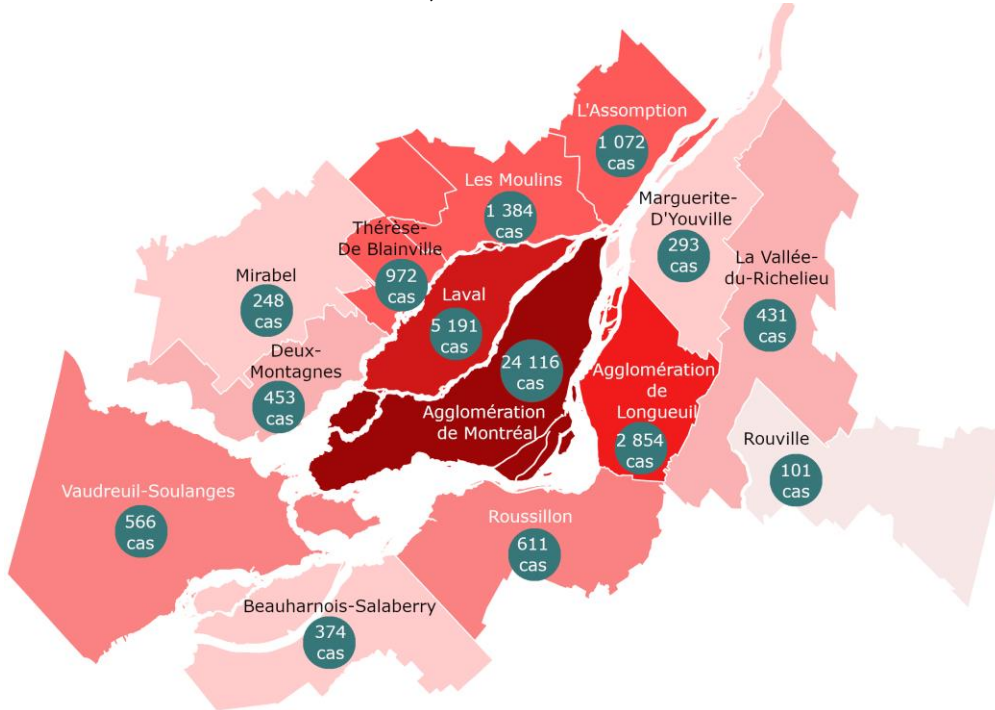 L'Assomption
1 072
cas
Les Moulins
1 384
cas
Marguerite-
D'Youville
293
cas
Thérèse-
De Blainville
972
cas
La Vallée-
du-Richelieu
431
cas
Mirabel
248
cas
Laval
5 191
cas
Deux-
Montagnes
453
cas
24 116
cas
Agglomération
de Montréal
Agglomération
de
Longueuil
2 854
cas
Rouville
101
cas
Vaudreuil-Soulanges
566
cas
Roussillon
611
cas
Beauharnois-Salaberry
374
cas